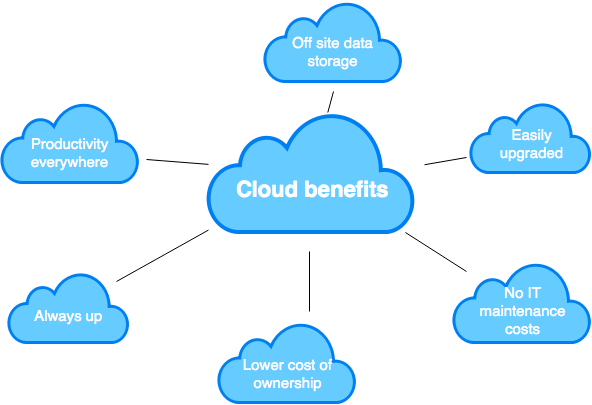 Off site data
storage
Productivity
everywhere
Easily
upgraded
Cloud benefits
Always up
No IT
maintenance
costs
Lower cost of
ownership